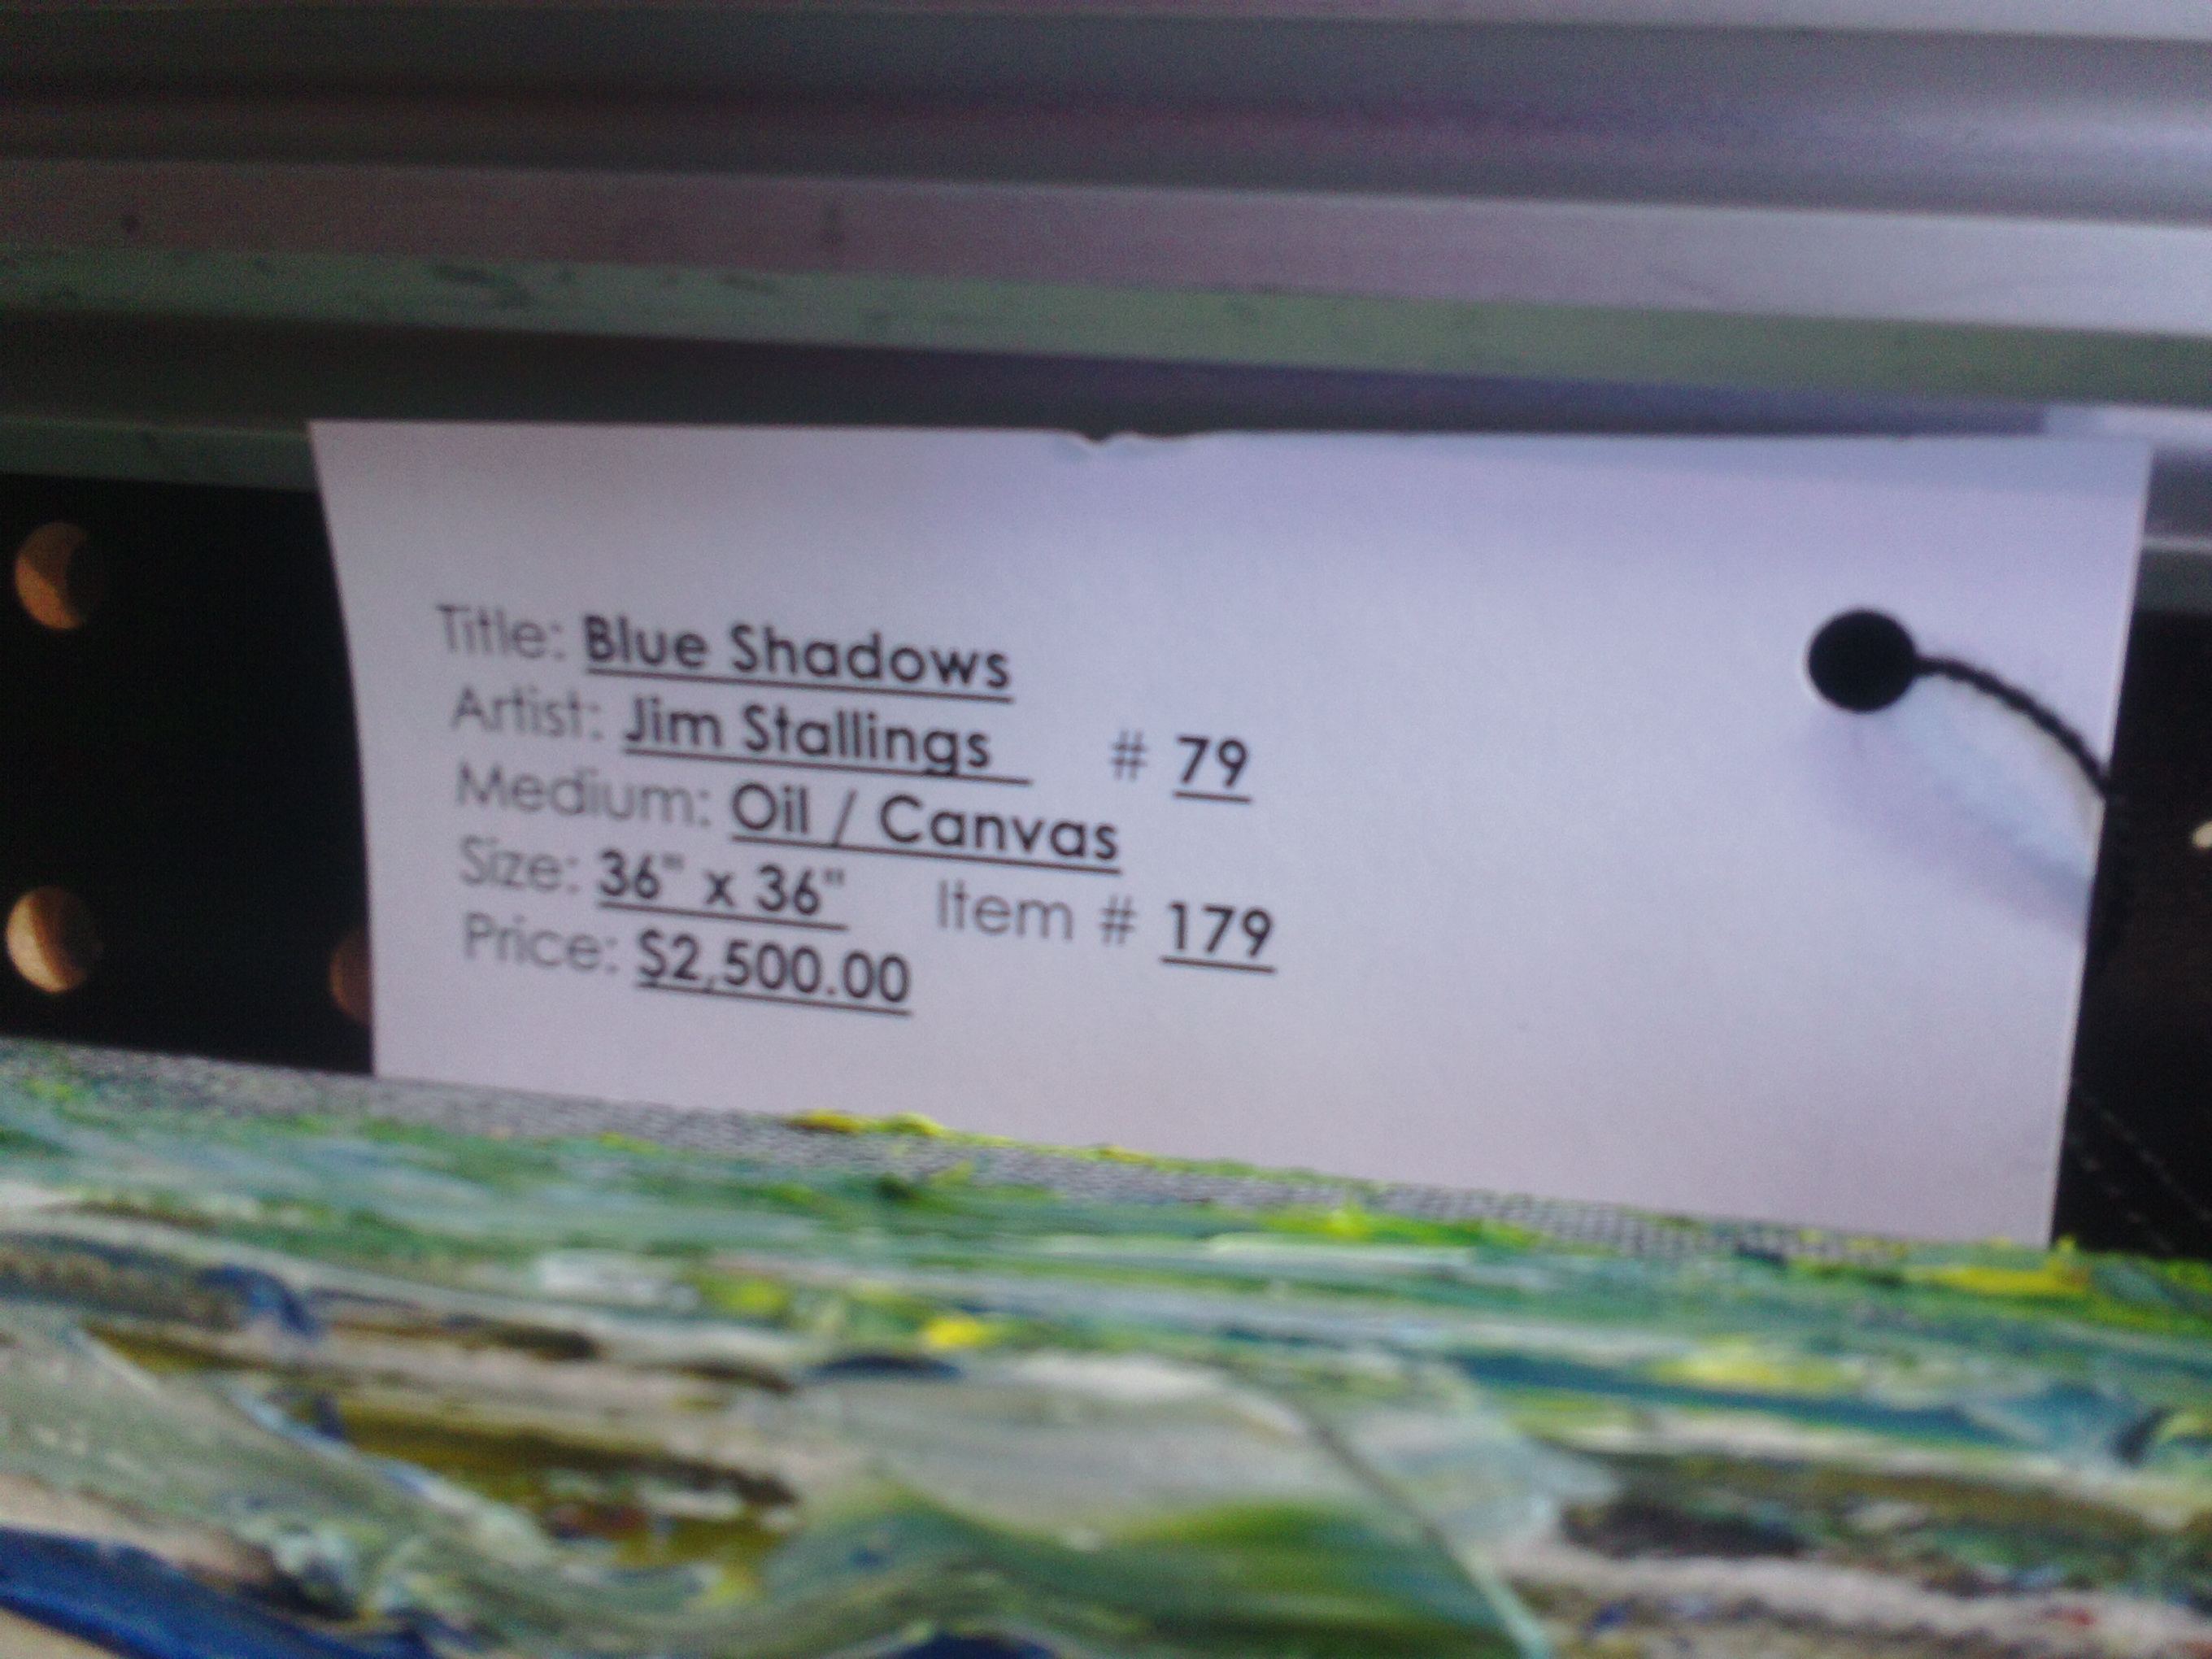 Title: Blue Shadows
Artist: Jim Stallings # 79
Medium: Oil / Canvas
Size: 36" x 36" Item # 179
Price: $2,500.00